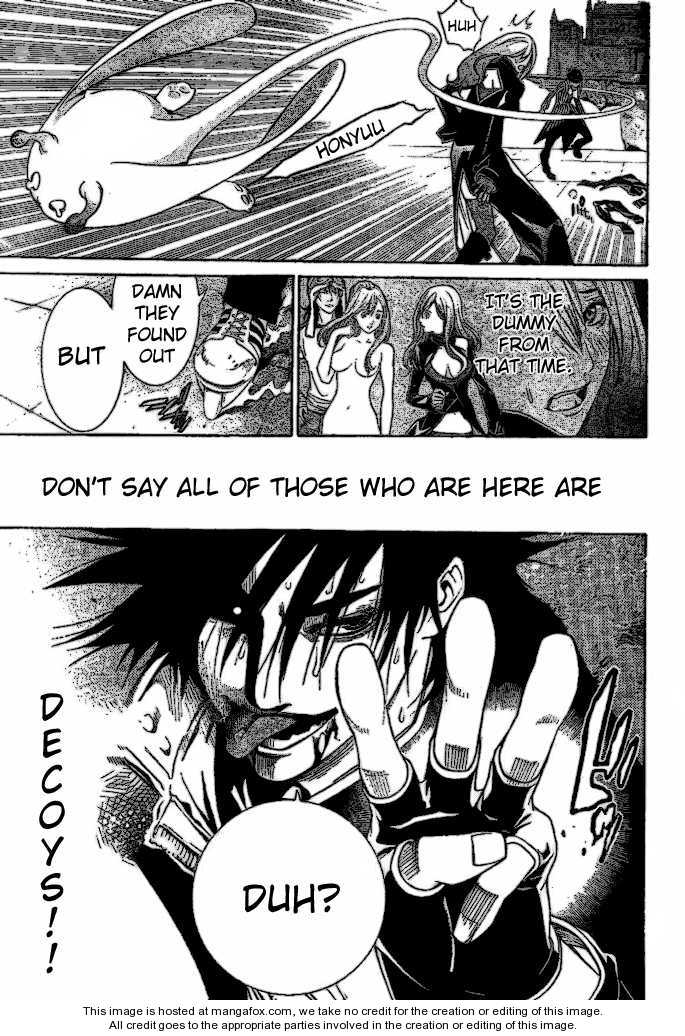 HUH
HONYUU
IT'S THE
DUMMY
FROM
THAT TIME.
DAMN
THEY
FOUND
OUT
BUT
DON'T SAY ALL OF THOSE WHO ARE HERE ARE
DECOYS!!
DUH?
This image is hosted at mangafox.com, we take no credit for the creation or editing of this image.
All credit goes to the appropriate parties involved in the creation or editing of this image.